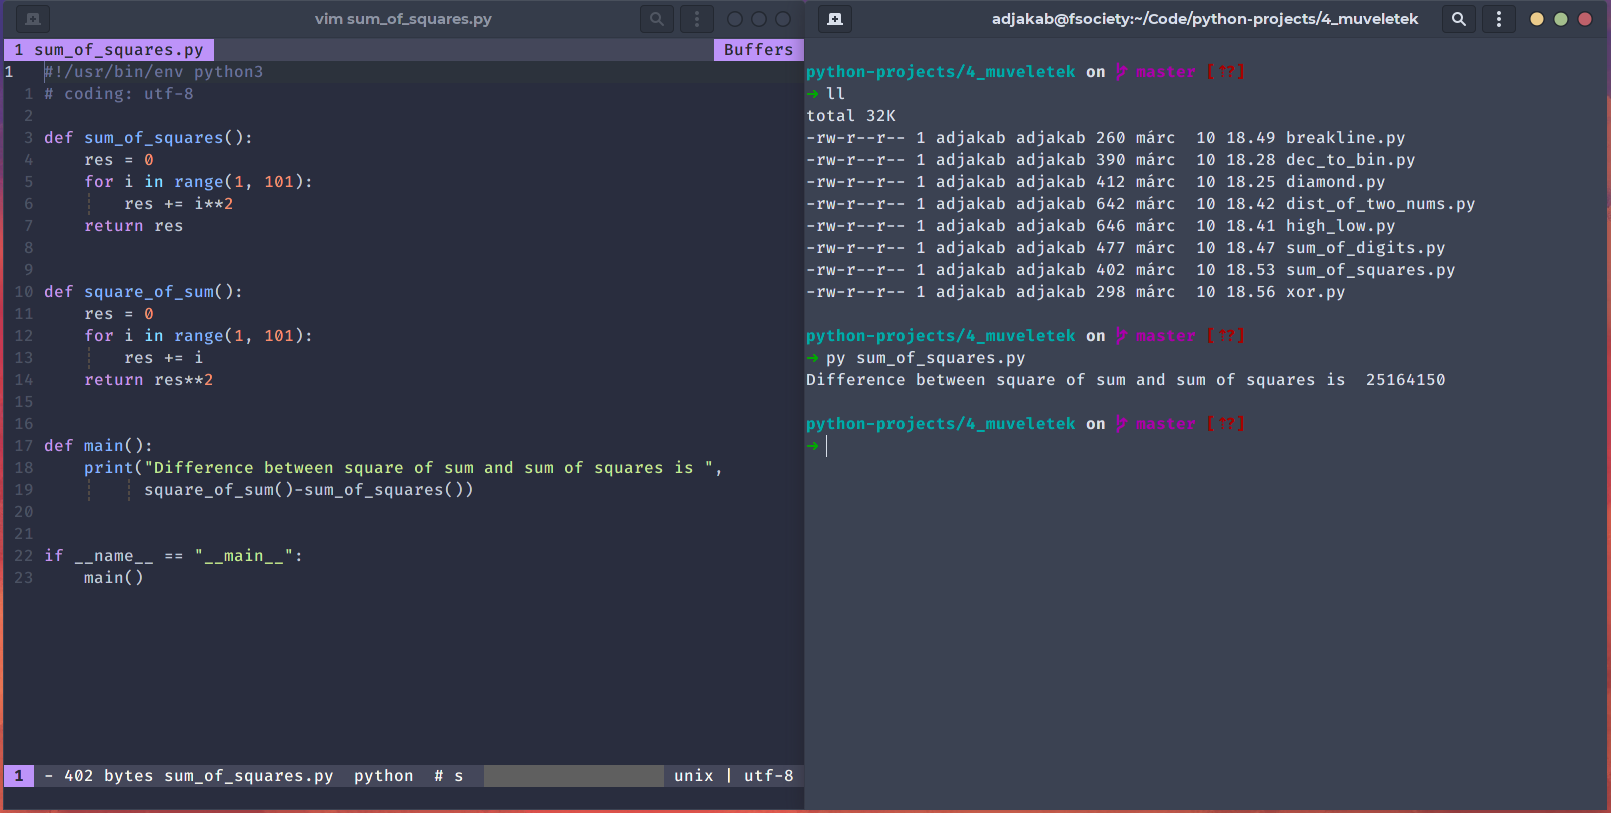 vim sum_of_squares.py
1 sum_of_squares.py Buffers
1 #!/usr/bin/env python3
1 # coding: utf-8
2
3 def sum_of_squares():
4     res = 0
5     for i in range(1, 101):
6         res += i**2
7     return res
8
9
10 def square_of_sum():
11     res = 0
12     for i in range(1, 101):
13         res += i
14     return res**2
15
16
17 def main():
18     print("Difference between square of sum and sum of squares is ",
19           square_of_sum()-sum_of_squares())
20
21
22 if __name__ == "__main__":
23     main()
1 - 402 bytes sum_of_squares.py  python  # s unix | utf-8
adjakab@fsociety:~/Code/python-projects/4_muveletek
python-projects/4_muveletek on master [⇡?]
→ ll
total 32K
-rw-r--r-- 1 adjakab adjakab 260 márc  10 18.49 breakline.py
-rw-r--r-- 1 adjakab adjakab 390 márc  10 18.28 dec_to_bin.py
-rw-r--r-- 1 adjakab adjakab 412 márc  10 18.25 diamond.py
-rw-r--r-- 1 adjakab adjakab 642 márc  10 18.42 dist_of_two_nums.py
-rw-r--r-- 1 adjakab adjakab 646 márc  10 18.41 high_low.py
-rw-r--r-- 1 adjakab adjakab 477 márc  10 18.47 sum_of_digits.py
-rw-r--r-- 1 adjakab adjakab 402 márc  10 18.53 sum_of_squares.py
-rw-r--r-- 1 adjakab adjakab 298 márc  10 18.56 xor.py
python-projects/4_muveletek on master [⇡?]
→ py sum_of_squares.py
Difference between square of sum and sum of squares is  25164150
python-projects/4_muveletek on master [⇡?]
→